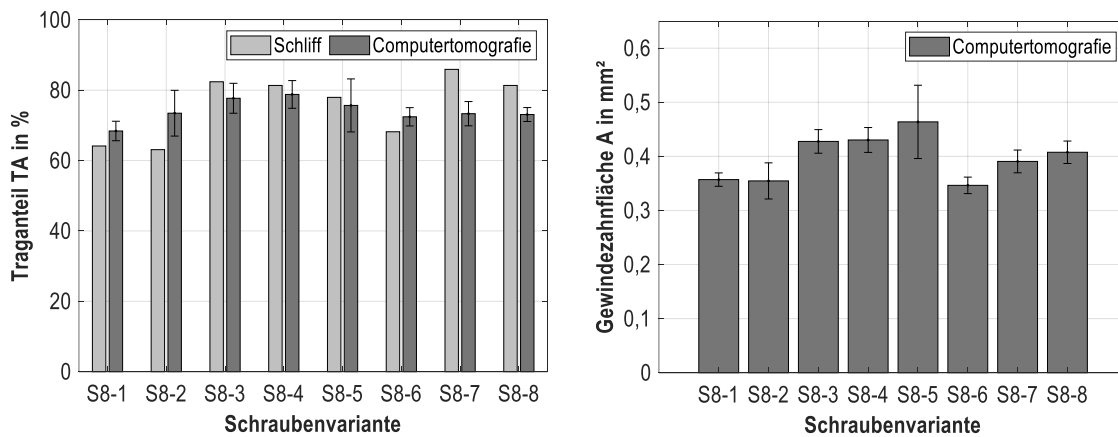 100
80
60
40
20
0
Traganteil TA in %
Schliff
Computertomografie
S8-1 S8-2 S8-3 S8-4 S8-5 S8-6 S8-7 S8-8
Schraubenvariante
0,6
0,5
0,4
0,3
0,2
0,1
0
Gewindezahnfläche A in mm²
Computertomografie
S8-1 S8-2 S8-3 S8-4 S8-5 S8-6 S8-7 S8-8
Schraubenvariante